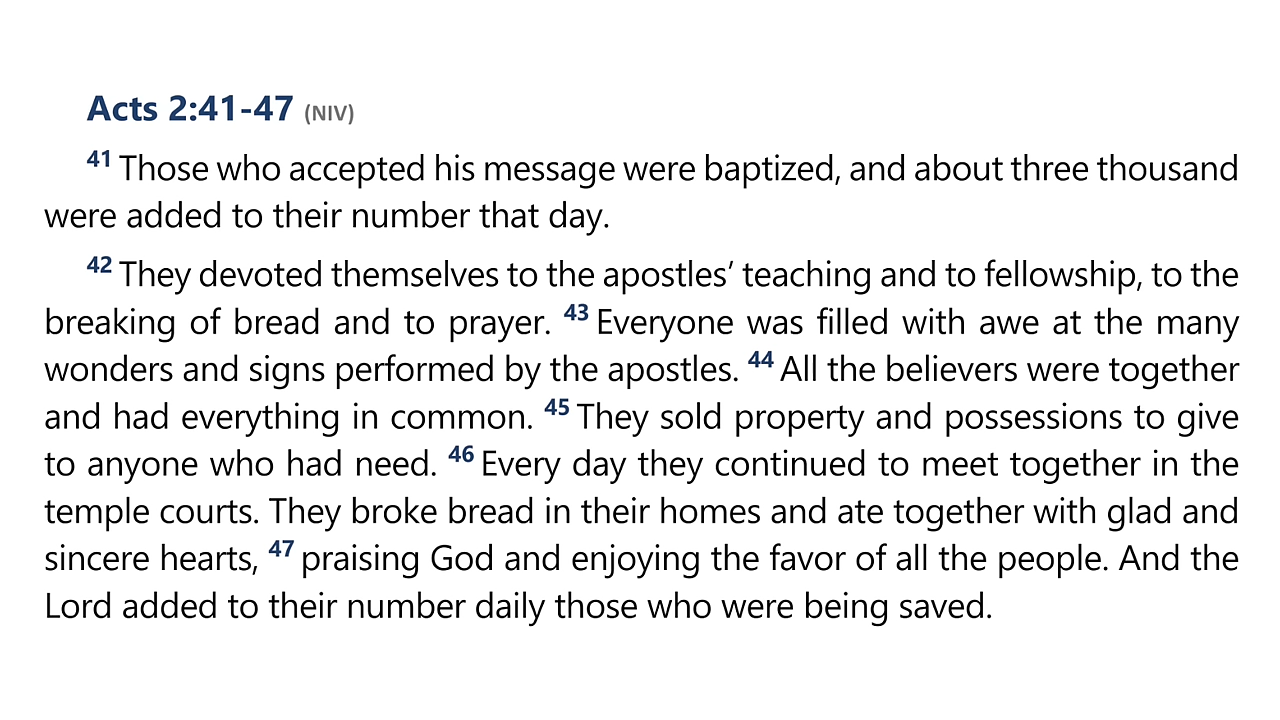 Acts 2:41-47 (NIV)
41 Those who accepted his message were baptized, and about three thousand
were added to their number that day.
42 They devoted themselves to the apostles’ teaching and to fellowship, to the
breaking of bread and to prayer. 43 Everyone was filled with awe at the many
wonders and signs performed by the apostles. 44 All the believers were together
and had everything in common. 45 They sold property and possessions to give
to anyone who had need. 46 Every day they continued to meet together in the
temple courts. They broke bread in their homes and ate together with glad and
sincere hearts, 47 praising God and enjoying the favor of all the people. And the
Lord added to their number daily those who were being saved.